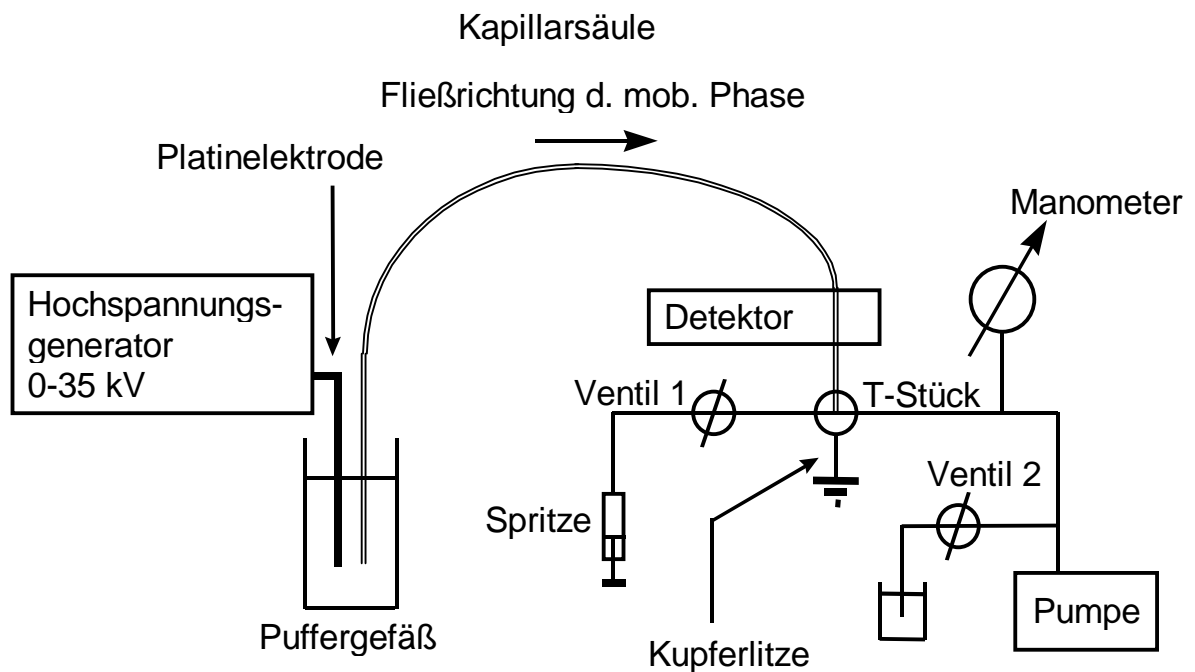 Kapillarsäule
Fließrichtung d. mob. Phase
Platinelektrode
Manometer
Hochspannungs-
generator
0-35 kV
Detektor
Ventil 1
T-Stück
Ventil 2
Spritze
Pumpe
Puffergefäß
Kupferlitze